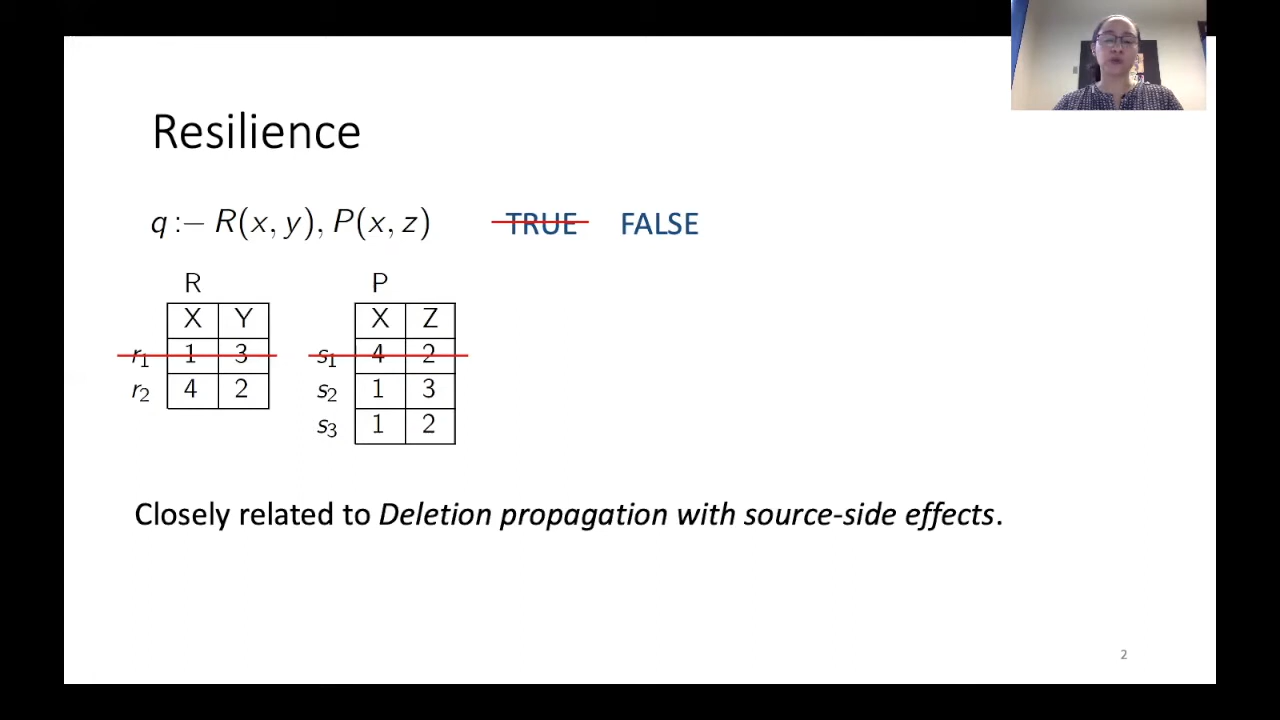 Resilience
q :– R(x, y), P(x, z) TRUE FALSE
R P
X Y X Z
r1 1 3 s1 4 2
r2 4 2 s2 1 3
s3 1 2
Closely related to Deletion propagation with source-side effects.
2